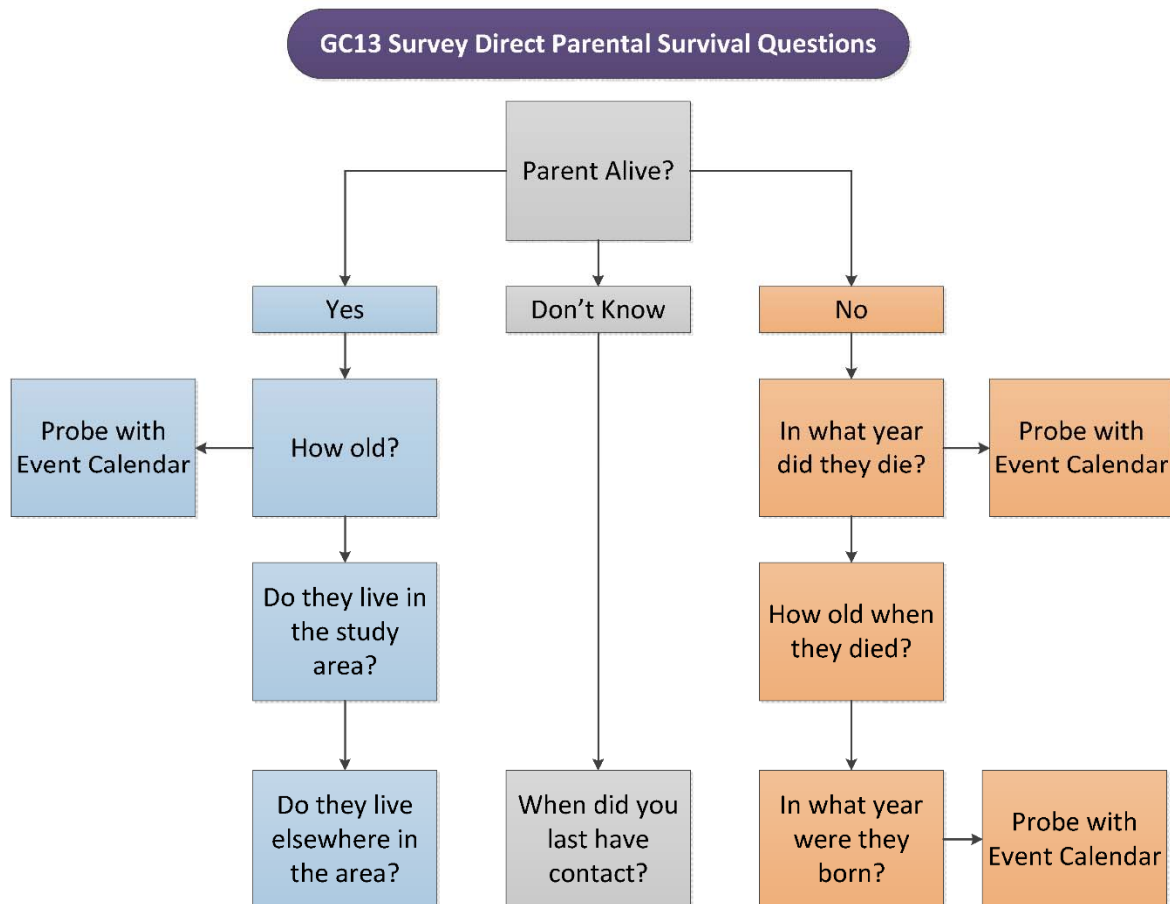 GC13 Survey Direct Parental Survival Questions
Parent Alive?
Yes
Don’t Know
No
Probe with
Event Calendar
How old?
In what year
did they die?
Probe with
Event Calendar
Do they live in
the study
area?
How old when
they died?
Do they live
elsewhere in
the area?
When did you
last have
contact?
In what year
were they
born?
Probe with
Event Calendar